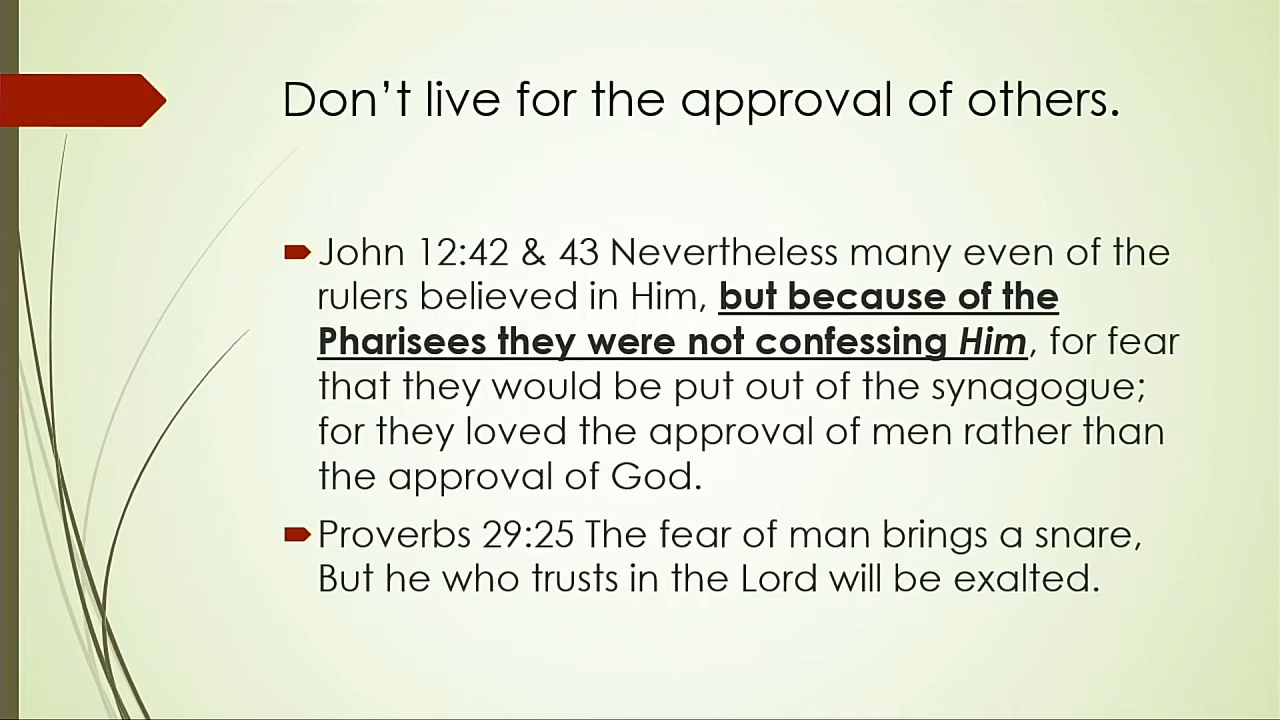 Don’t live for the approval of others.
John 12:42 & 43 Nevertheless many even of the
rulers believed in Him, but because of the
Pharisees they were not confessing Him, for fear
that they would be put out of the synagogue;
for they loved the approval of men rather than
the approval of God.
Proverbs 29:25 The fear of man brings a snare,
But he who trusts in the Lord will be exalted.